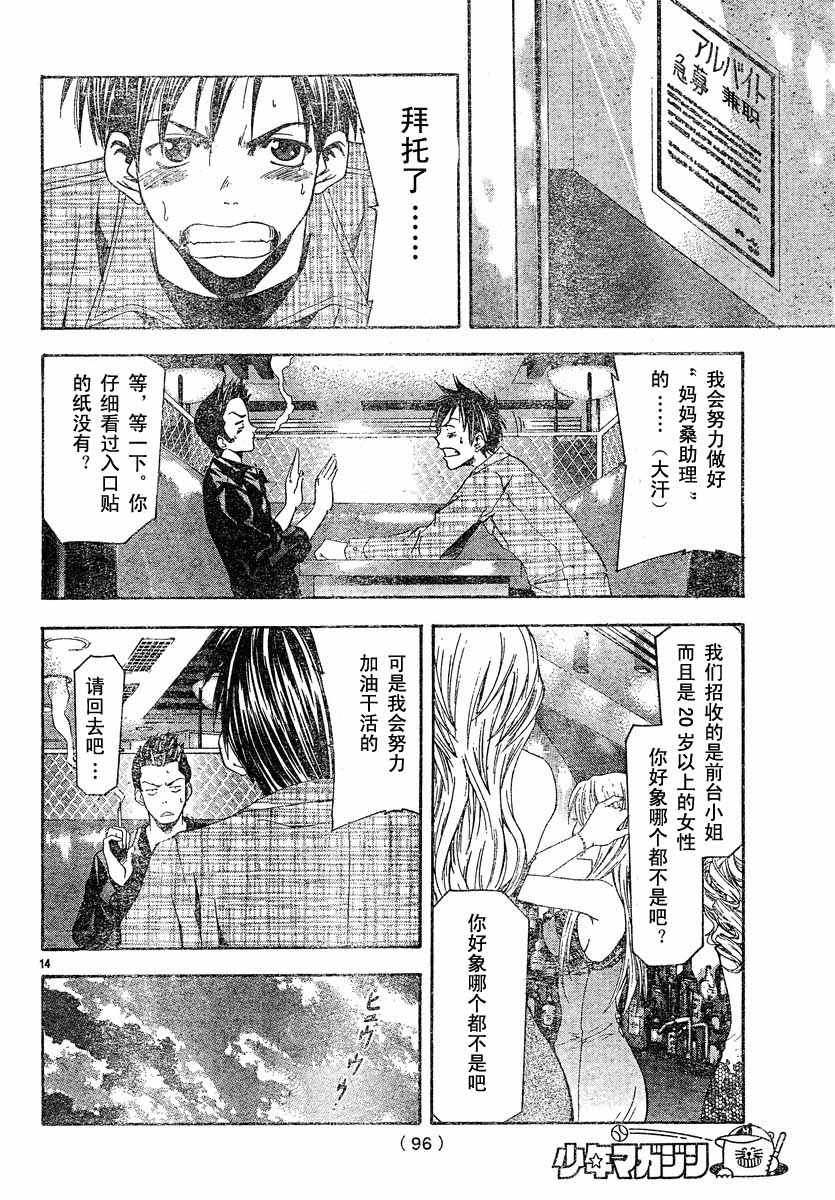 アルバイト
急募 兼职
拜托了……
我会努力做好
“妈妈桑助理”
的……（大汗）
等，等一下。你
仔细看过入口贴
的纸没有？
我们招收的是前台小姐
而且是 20 岁以上的女性
你好象哪个都不是吧？
你好象哪个都不是吧
可是我会努力
加油干活的
请回去吧…
ヒュウウウウ
14
（96）
少年マガジン